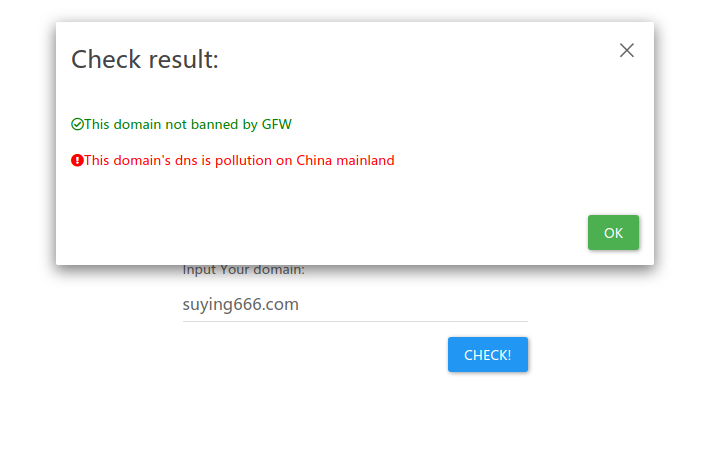 Check result:
This domain not banned by GFW
This domain's dns is pollution on China mainland
OK
Input Your domain:
suying666.com
CHECK!